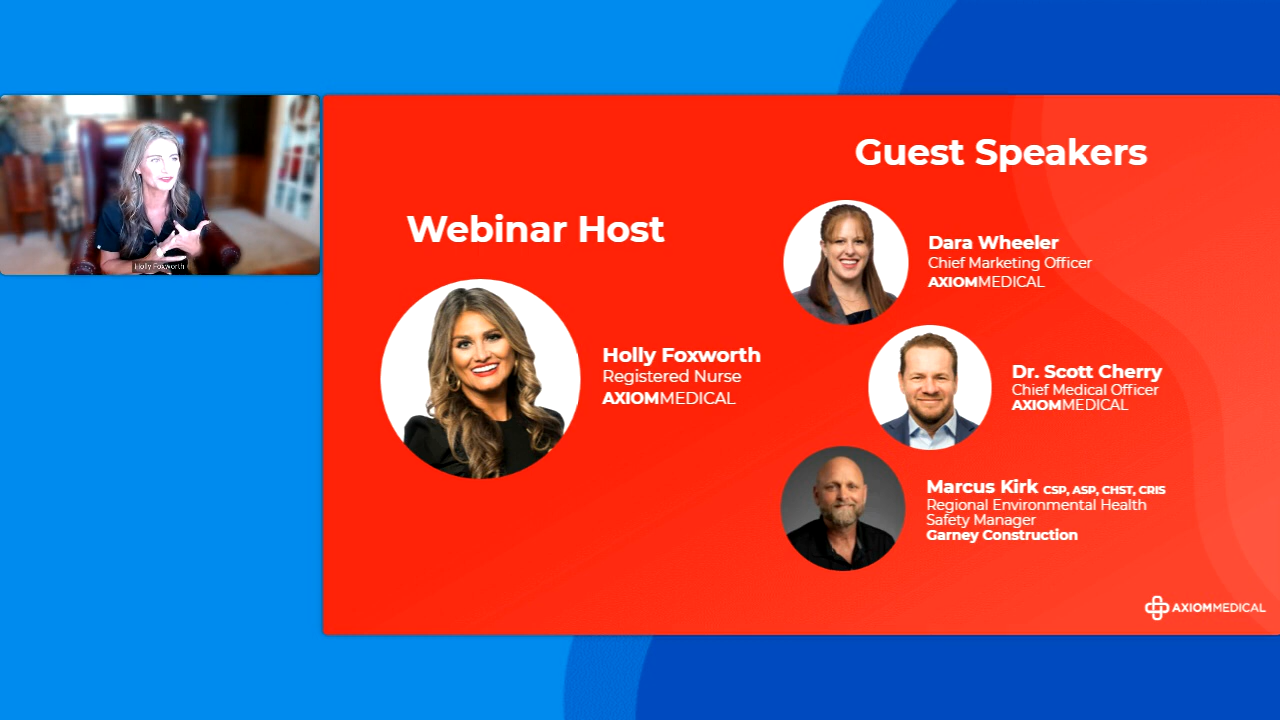 Holly Foxworth
Webinar Host
Holly Foxworth
Registered Nurse
AXIOMMEDICAL
Guest Speakers
Dara Wheeler
Chief Marketing Officer
AXIOMMEDICAL
Dr. Scott Cherry
Chief Medical Officer
AXIOMMEDICAL
Marcus Kirk CSP, ASP, CHST, CRIS
Regional Environmental Health
Safety Manager
Garney Construction
AXIOMMEDICAL